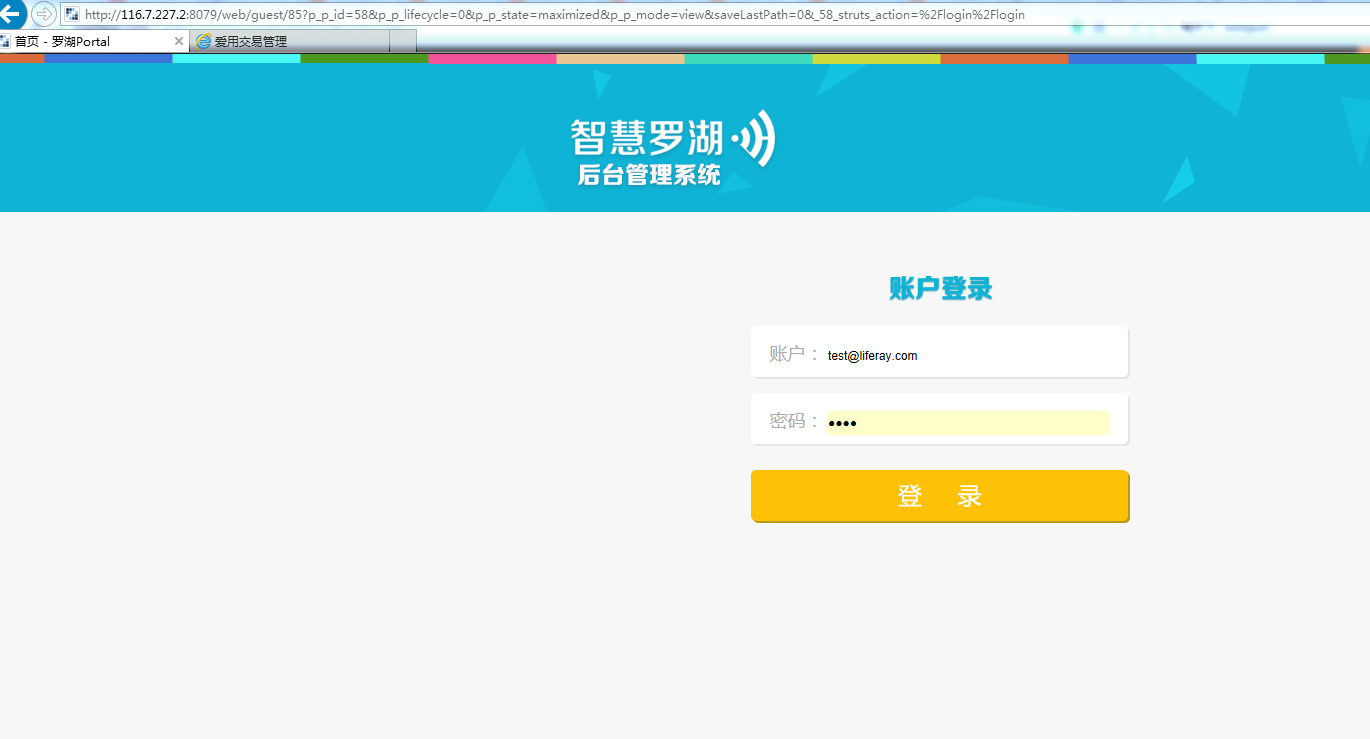 http://116.7.227.2:8079/web/guest/85?p_p_id=58&p_p_lifecycle=0&p_p_state=maximized&p_p_mode=view&saveLastPath=0&_58_struts_action=%2Flogin%2Flogin
首页 - 罗湖Portal
爱用交易管理
智慧罗湖
后台管理系统
账户登录
账户： test@liferay.com
密码： ••••
登 录